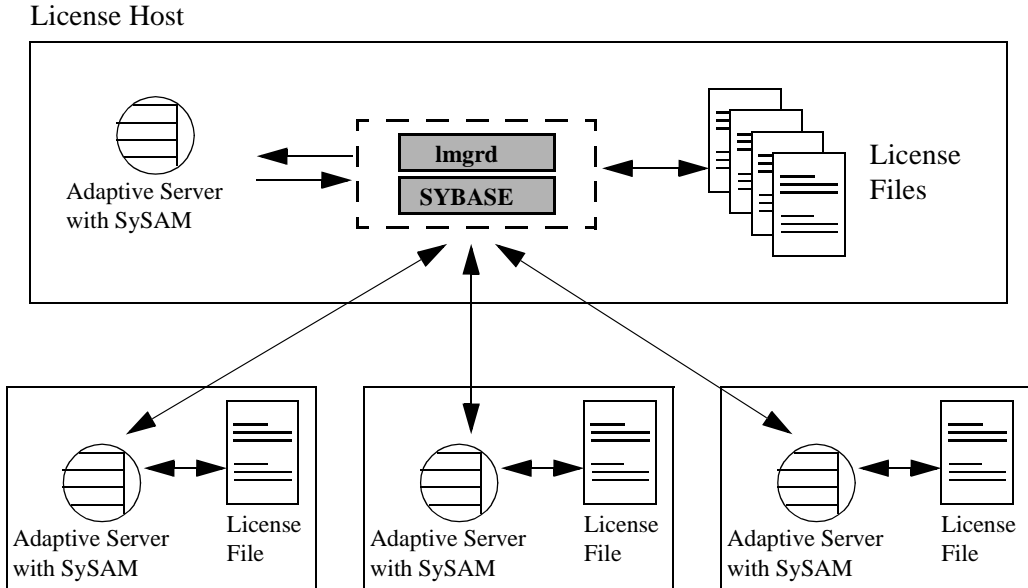 License Host
lmgrd
SYBASE
Adaptive Server
with SySAM
License
Files
Adaptive Server
with SySAM
License
File
Adaptive Server
with SySAM
License
File
Adaptive Server
with SySAM
License
File